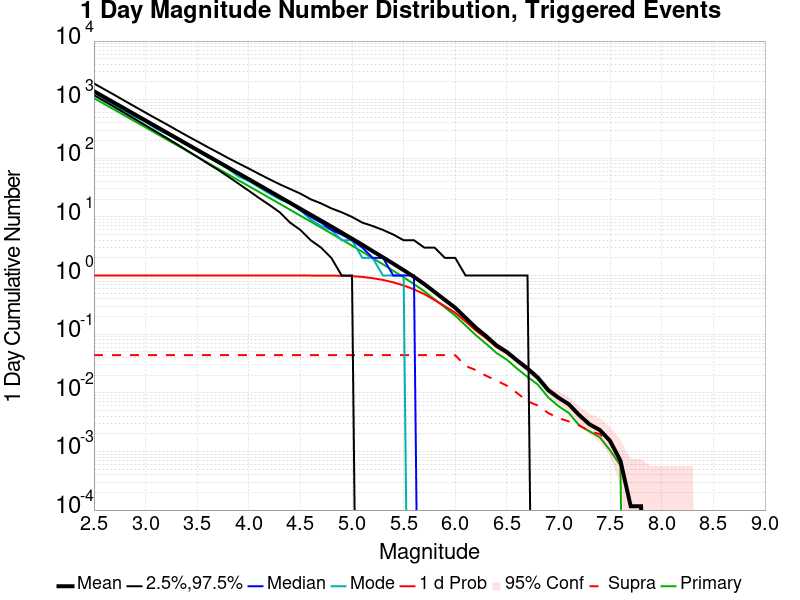 1 Day Magnitude Number Distribution, Triggered Events
1 Day Cumulative Number
10^4
10^3
10^2
10^1
10^0
10^-1
10^-2
10^-3
10^-4
2.5 3.0 3.5 4.0 4.5 5.0 5.5 6.0 6.5 7.0 7.5 8.0 8.5 9.0
Magnitude
Mean 2.5%,97.5% Median Mode 1 d Prob 95% Conf Supra Primary